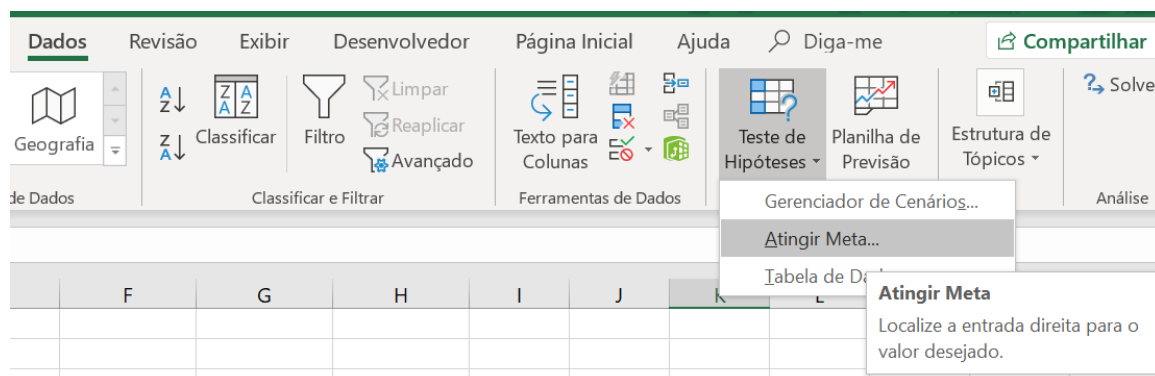 Dados Revisão Exibir Desenvolvedor Página Inicial Ajuda Diga-me Compartilhar
Geografia
Classificar
Filtro
Limpar
Reaplicar
Avançado
Texto para
Colunas
Teste de
Hipóteses
Planilha de
Previsão
Estrutura de
Tópicos
Solve
de Dados Classificar e Filtrar Ferramentas de Dados Análise
Gerenciador de Cenários...
Atingir Meta...
Tabela de
Atingir Meta
Localize a entrada direita para o
valor desejado.
F G H I J K L